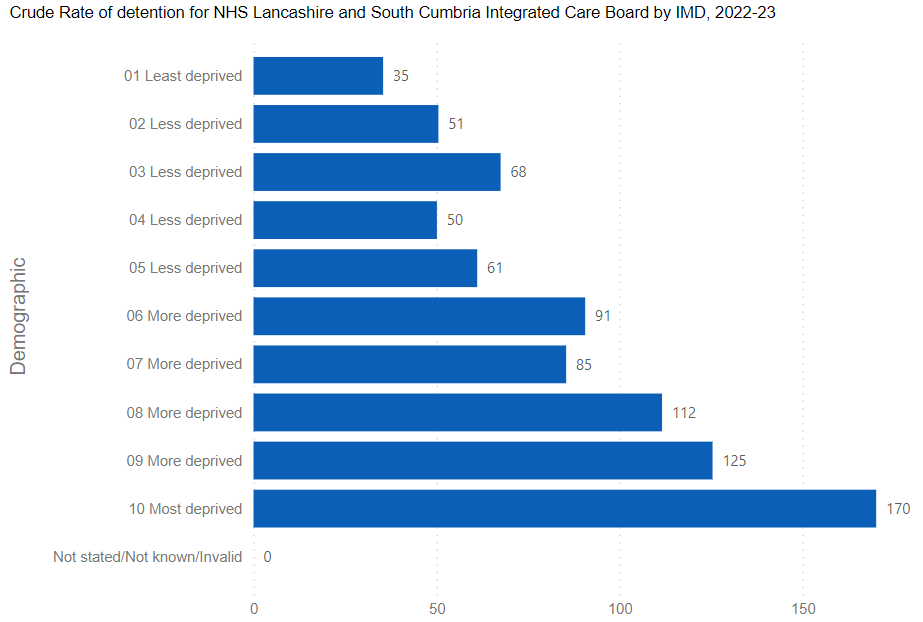 Crude Rate of detention for NHS Lancashire and South Cumbria Integrated Care Board by IMD, 2022-23
Demographic
01 Least deprived 35
02 Less deprived 51
03 Less deprived 68
04 Less deprived 50
05 Less deprived 61
06 More deprived 91
07 More deprived 85
08 More deprived 112
09 More deprived 125
10 Most deprived 170
Not stated/Not known/Invalid 0
0 50 100 150